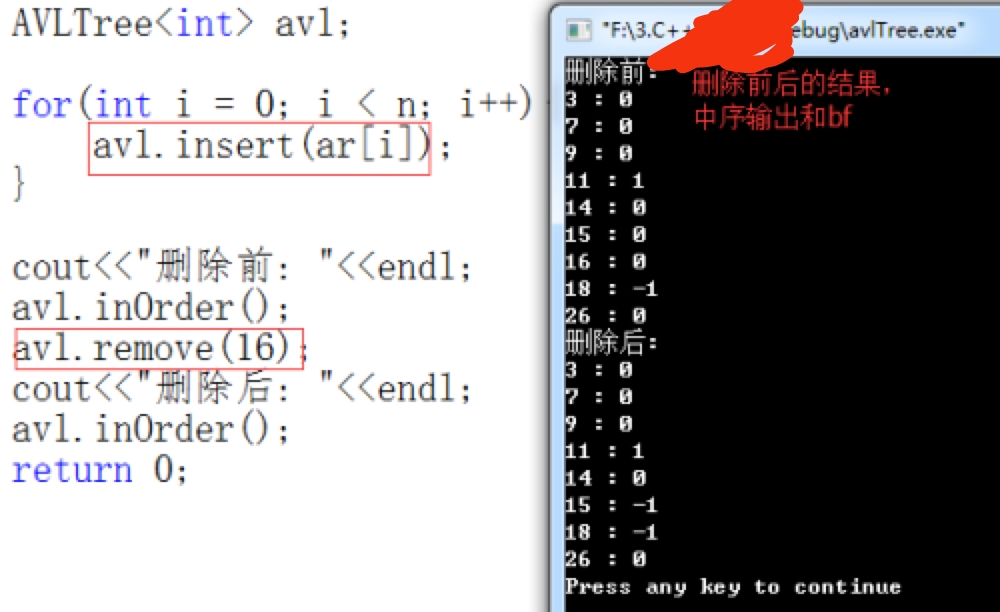 AVLTree<int> avl;
for(int i = 0; i < n; i++)
avl.insert(ar[i]);
}
cout<<"删除前: "<<endl;
avl.inOrder();
avl.remove(16);
cout<<"删除后: "<<endl;
avl.inOrder();
return 0;
"F:\3.C++ ebug\avlTree.exe"
删除前:
3 : 0
7 : 0
9 : 0
11 : 1
14 : 0
15 : 0
16 : 0
18 : -1
26 : 0
删除后:
3 : 0
7 : 0
9 : 0
11 : 1
14 : 0
15 : -1
18 : -1
26 : 0
Press any key to continue
删除前后的结果,
中序输出和bf